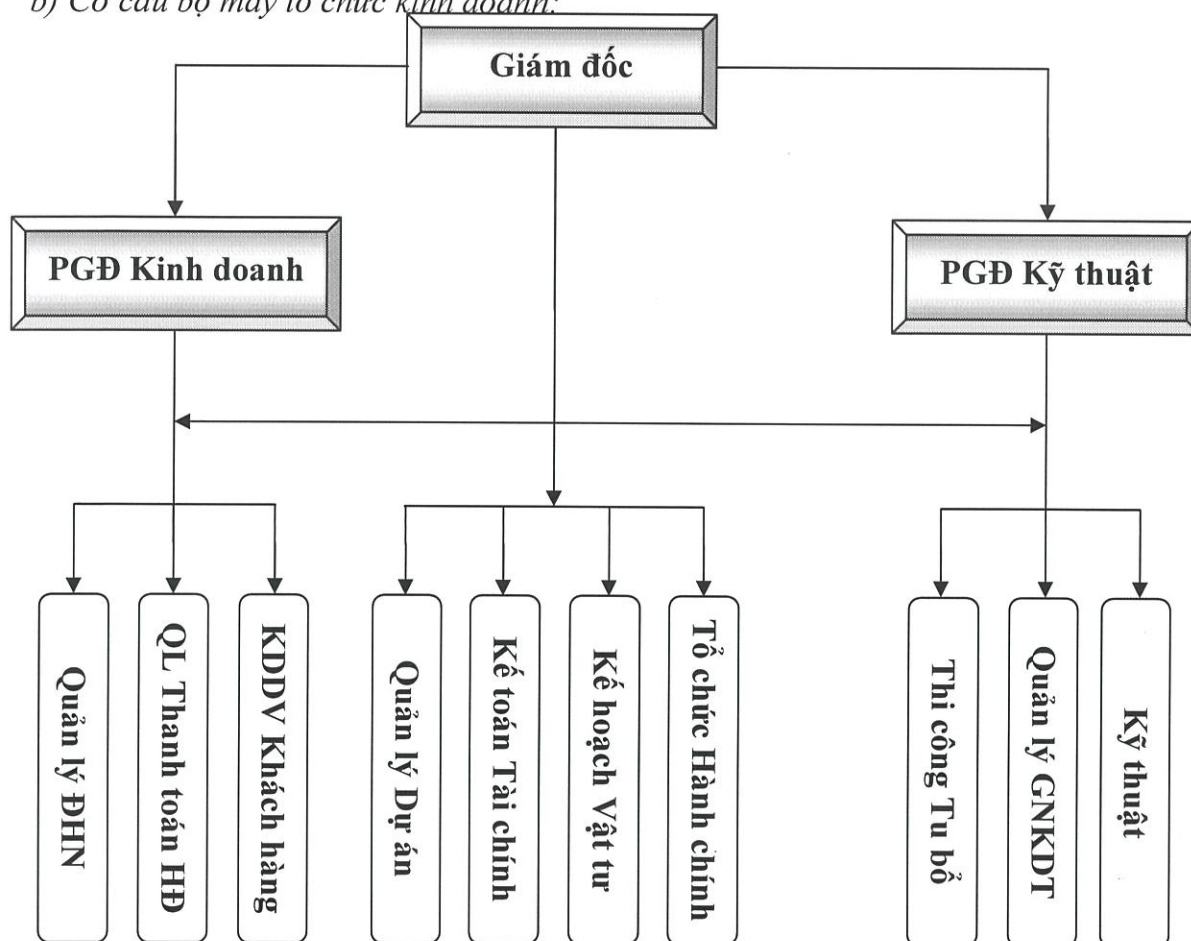 b) Cơ cấu bộ máy tổ chức kinh doanh:
Giám đốc
PGĐ Kinh doanh
PGĐ Kỹ thuật
Quản lý ĐHN
QL Thanh toán HĐ
KDDV Khách hàng
Quản lý Dự án
Kế toán Tài chính
Kế hoạch Vật tư
Tổ chức Hành chính
Thi công Tu bổ
Quản lý GNKDT
Kỹ thuật